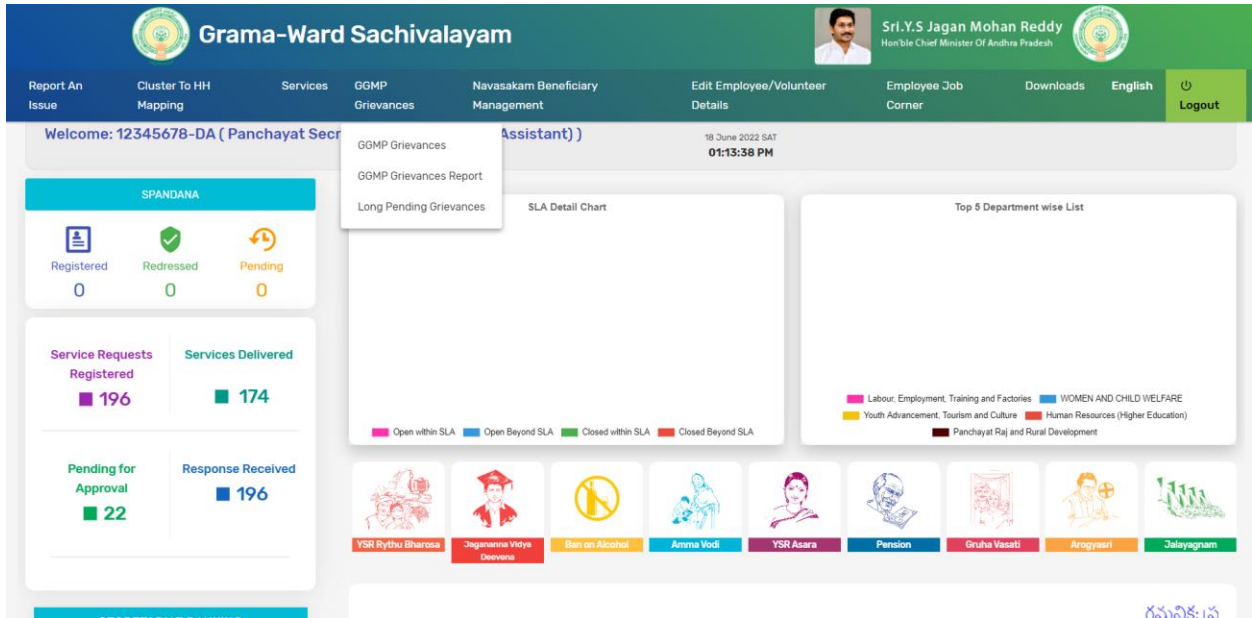 Grama-Ward Sachivalayam
Sri.Y.S Jagan Mohan Reddy
Hon'ble Chief Minister Of Andhra Pradesh
Report An Issue
Cluster To HH Mapping
Services
GGMP Grievances
Navasakam Beneficiary Management
Edit Employee/Volunteer Details
Employee Job Corner
Downloads
English
Logout
Welcome: 12345678-DA ( Panchayat Secr
Assistant) )
18 June 2022 SAT
01:13:38 PM
GGMP Grievances
GGMP Grievances Report
Long Pending Grievances
SPANDANA
Registered
0
Redressed
0
Pending
0
Service Requests
Registered
196
Services Delivered
174
Pending for
Approval
22
Response Received
196
SLA Detail Chart
Open within SLA
Open Beyond SLA
Closed within SLA
Closed Beyond SLA
Top 5 Department wise List
Labour, Employment, Training and Factories
WOMEN AND CHILD WELFARE
Youth Advancement, Tourism and Culture
Human Resources (Higher Education)
Panchayat Raj and Rural Development
YSR Rythu Bharosa
Jagananna Vidya
Deevena
Ban on Alcohol
Amma Vodi
YSR Asara
Pension
Gruha Vasati
Arogyasri
Jalayagnam